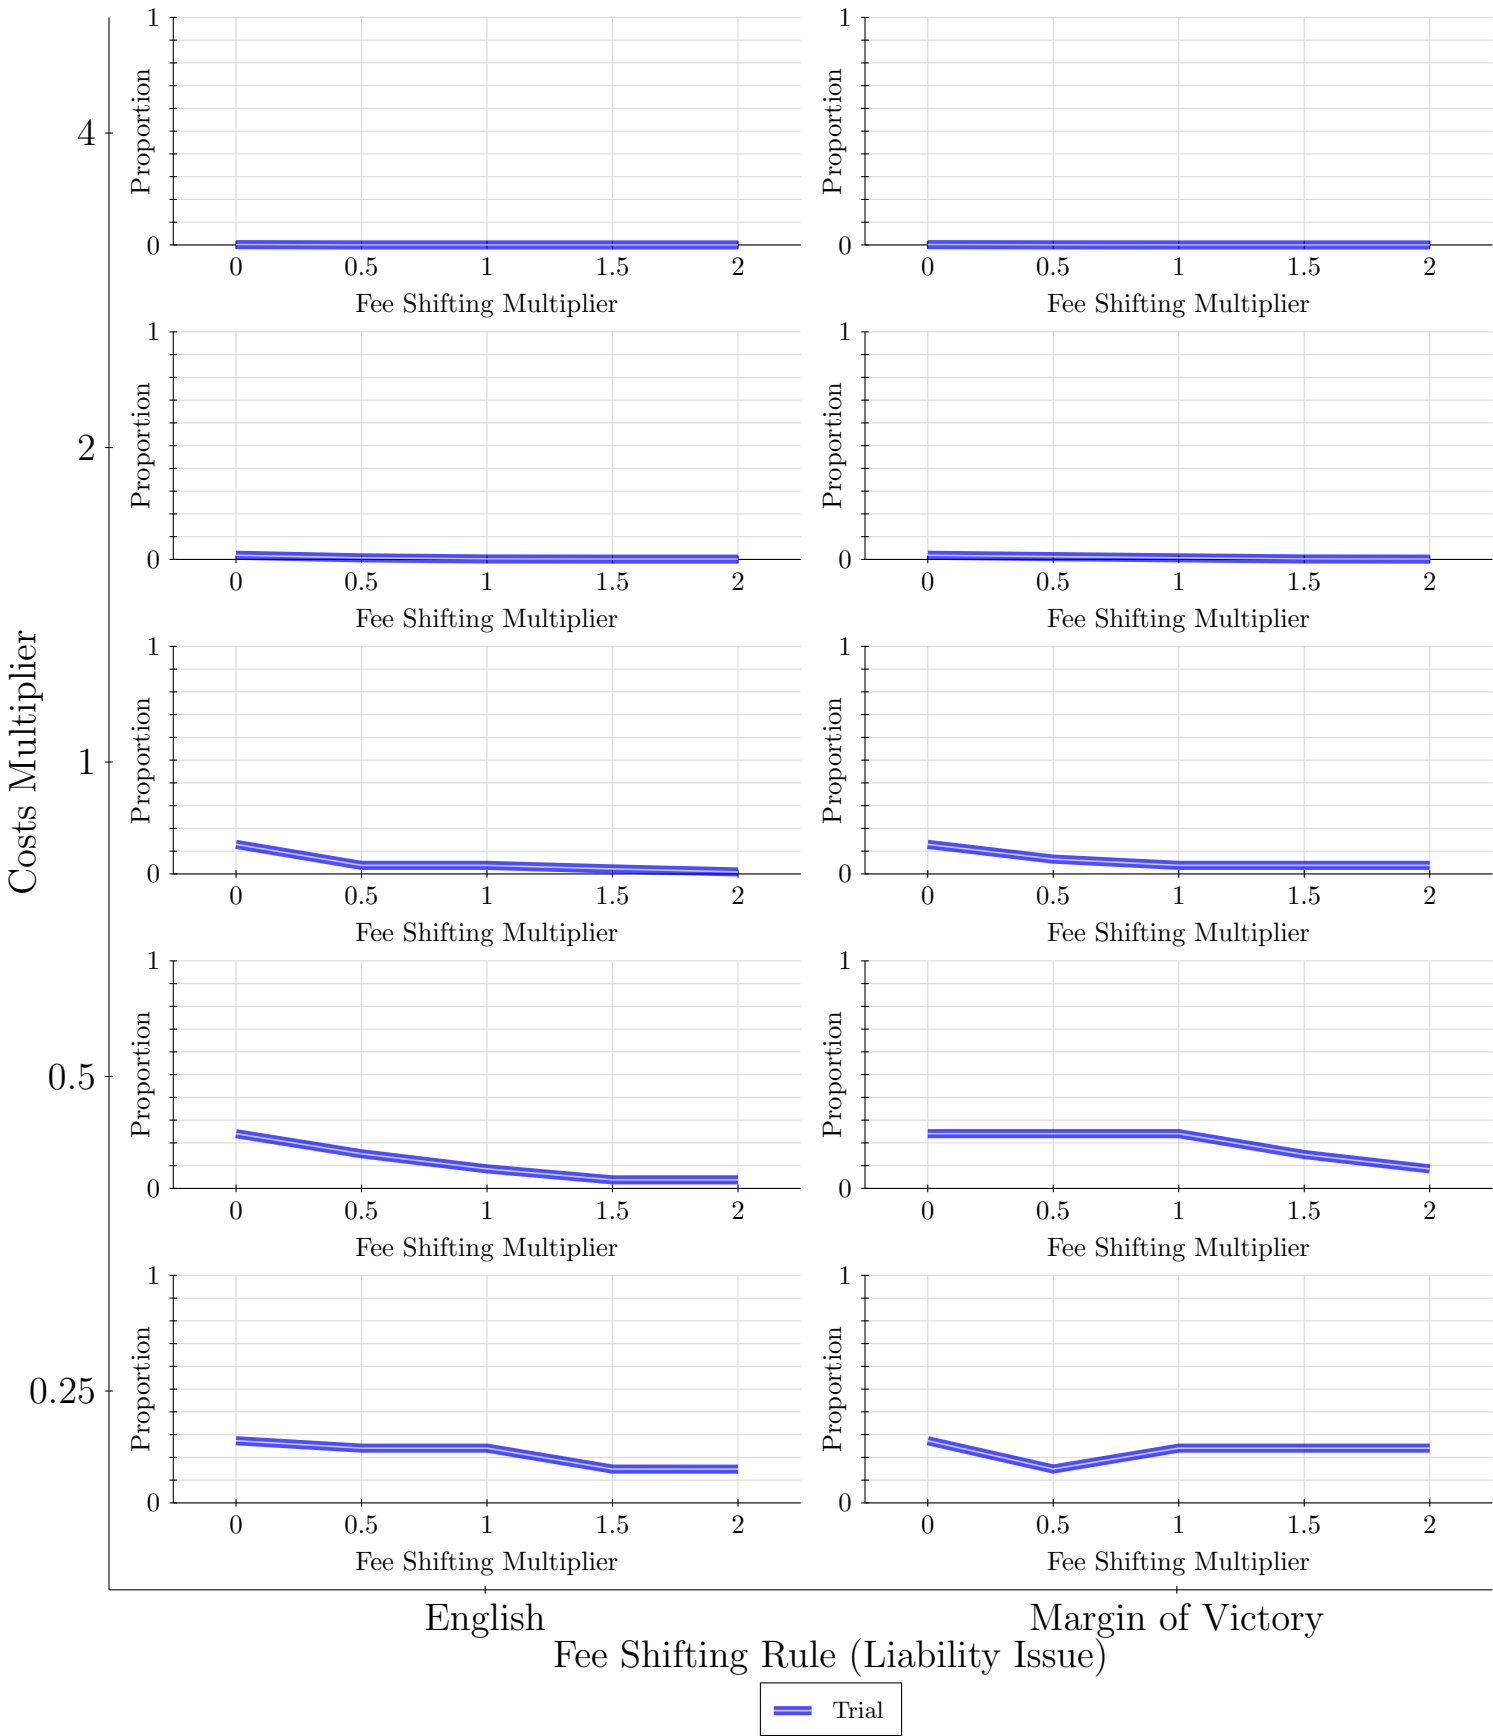 1
1
Proportion
Proportion
4
0
0
0 0.5 1 1.5 2
0 0.5 1 1.5 2
Fee Shifting Multiplier
Fee Shifting Multiplier
1
1
Proportion
Proportion
2
0
0
0 0.5 1 1.5 2
0 0.5 1 1.5 2
Fee Shifting Multiplier
Fee Shifting Multiplier
Costs Multiplier
1
1
Proportion
Proportion
1
0
0
0 0.5 1 1.5 2
0 0.5 1 1.5 2
Fee Shifting Multiplier
Fee Shifting Multiplier
1
1
Proportion
Proportion
0.5
0
0
0 0.5 1 1.5 2
0 0.5 1 1.5 2
Fee Shifting Multiplier
Fee Shifting Multiplier
1
1
Proportion
Proportion
0.25
0
0
0 0.5 1 1.5 2
0 0.5 1 1.5 2
Fee Shifting Multiplier
Fee Shifting Multiplier
English
Margin of Victory
Fee Shifting Rule (Liability Issue)
Trial